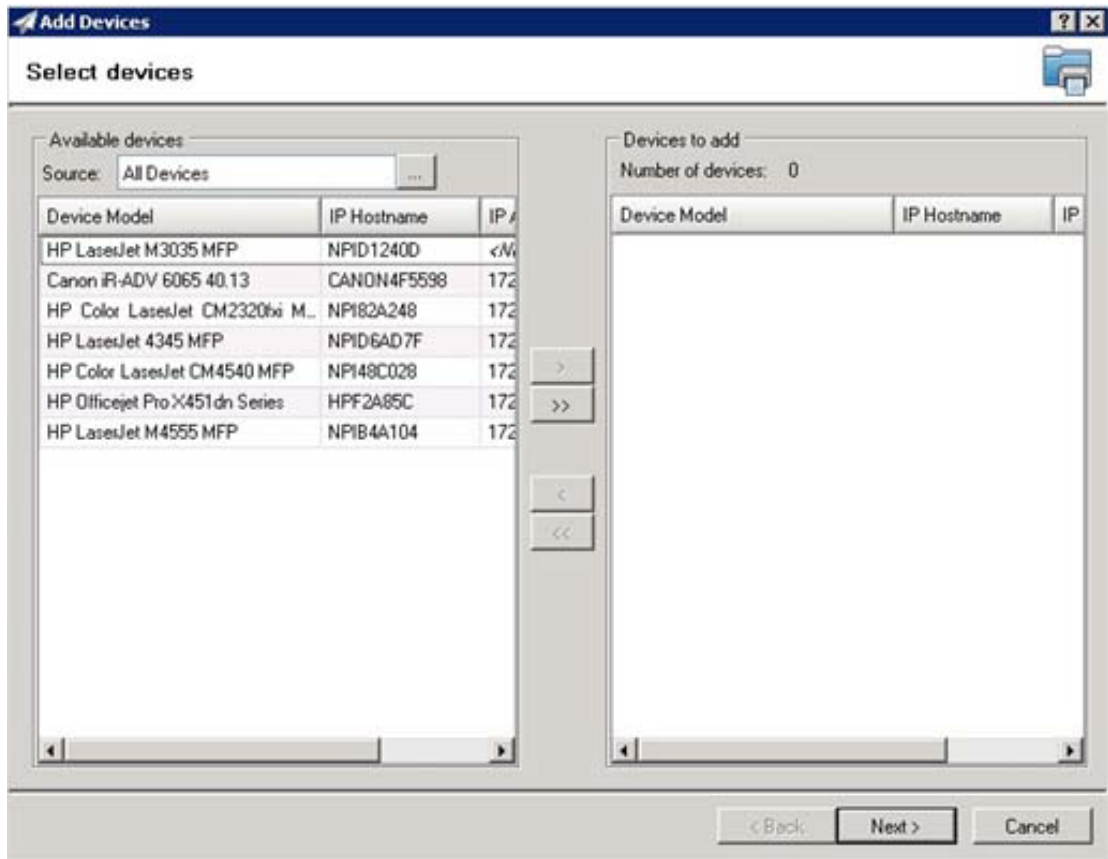 Add Devices
Select devices
Available devices
Source: All Devices ...
Device Model IP Hostname IP
HP LaserJet M3035 MFP NPID1240D
Canon iR-ADV 6065 40.13 CANON4F5598 172
HP Color LaserJet CM2320fxi M... NPI82A248 172
HP LaserJet 4345 MFP NPID6AD7F 172
HP Color LaserJet CM4540 MFP NPI48C028 172
HP Officejet Pro X451dn Series HPF2A85C 172
HP LaserJet M4555 MFP NPIB4A104 172
>
>>
<
<<
Devices to add
Number of devices: 0
Device Model IP Hostname IP
< Back Next > Cancel